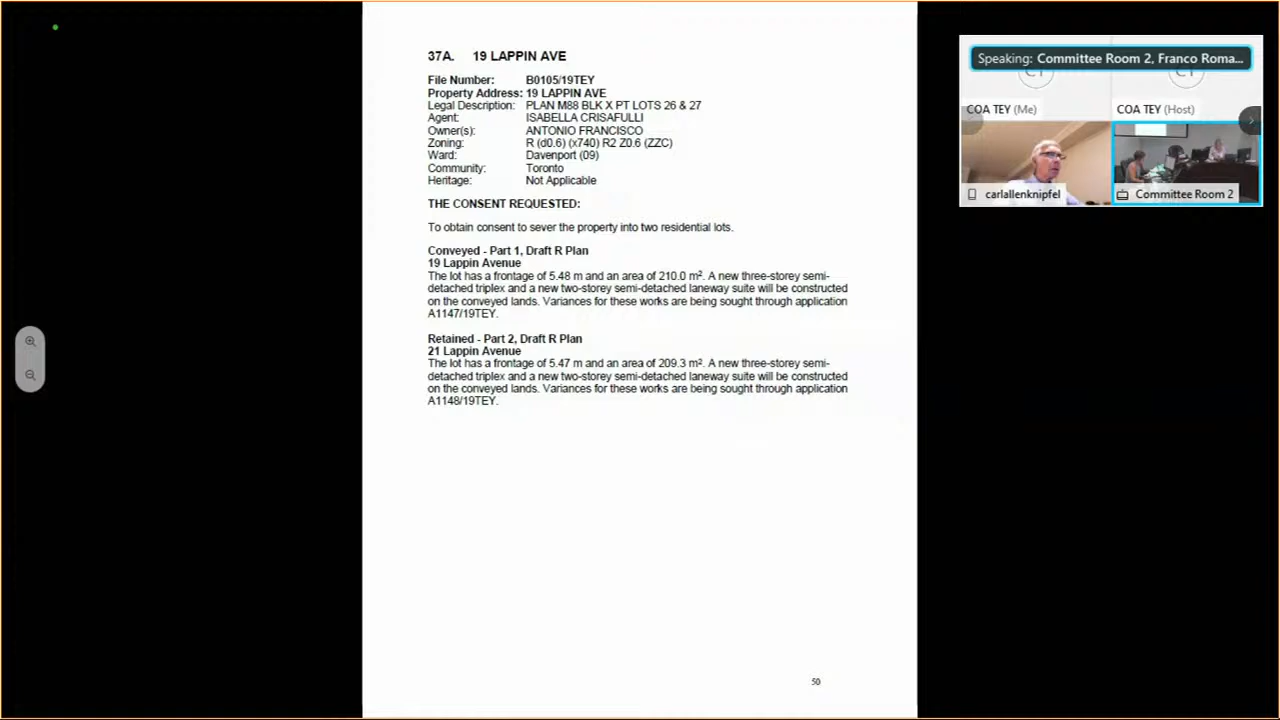 37A. 19 LAPPIN AVE
File Number: B0105/19TEY
Property Address: 19 LAPPIN AVE
Legal Description: PLAN M88 BLK X PT LOTS 26 & 27
Agent: ISABELLA CRISAFULLI
Owner(s): ANTONIO FRANCISCO
Zoning: R (d0.6) (x740) R2 Z0.6 (ZZC)
Ward: Davenport (09)
Community: Toronto
Heritage: Not Applicable
THE CONSENT REQUESTED:
To obtain consent to sever the property into two residential lots.
Conveyed - Part 1, Draft R Plan
19 Lappin Avenue
The lot has a frontage of 5.48 m and an area of 210.0 m². A new three-storey semi-
detached triplex and a new two-storey semi-detached laneway suite will be constructed
on the conveyed lands. Variances for these works are being sought through application
A1147/19TEY.
Retained - Part 2, Draft R Plan
21 Lappin Avenue
The lot has a frontage of 5.47 m and an area of 209.3 m². A new three-storey semi-
detached triplex and a new two-storey semi-detached laneway suite will be constructed
on the conveyed lands. Variances for these works are being sought through application
A1148/19TEY.
50
Speaking: Committee Room 2, Franco Roma...
COA TEY (Me)
COA TEY (Host)
carlallenknipfel
Committee Room 2